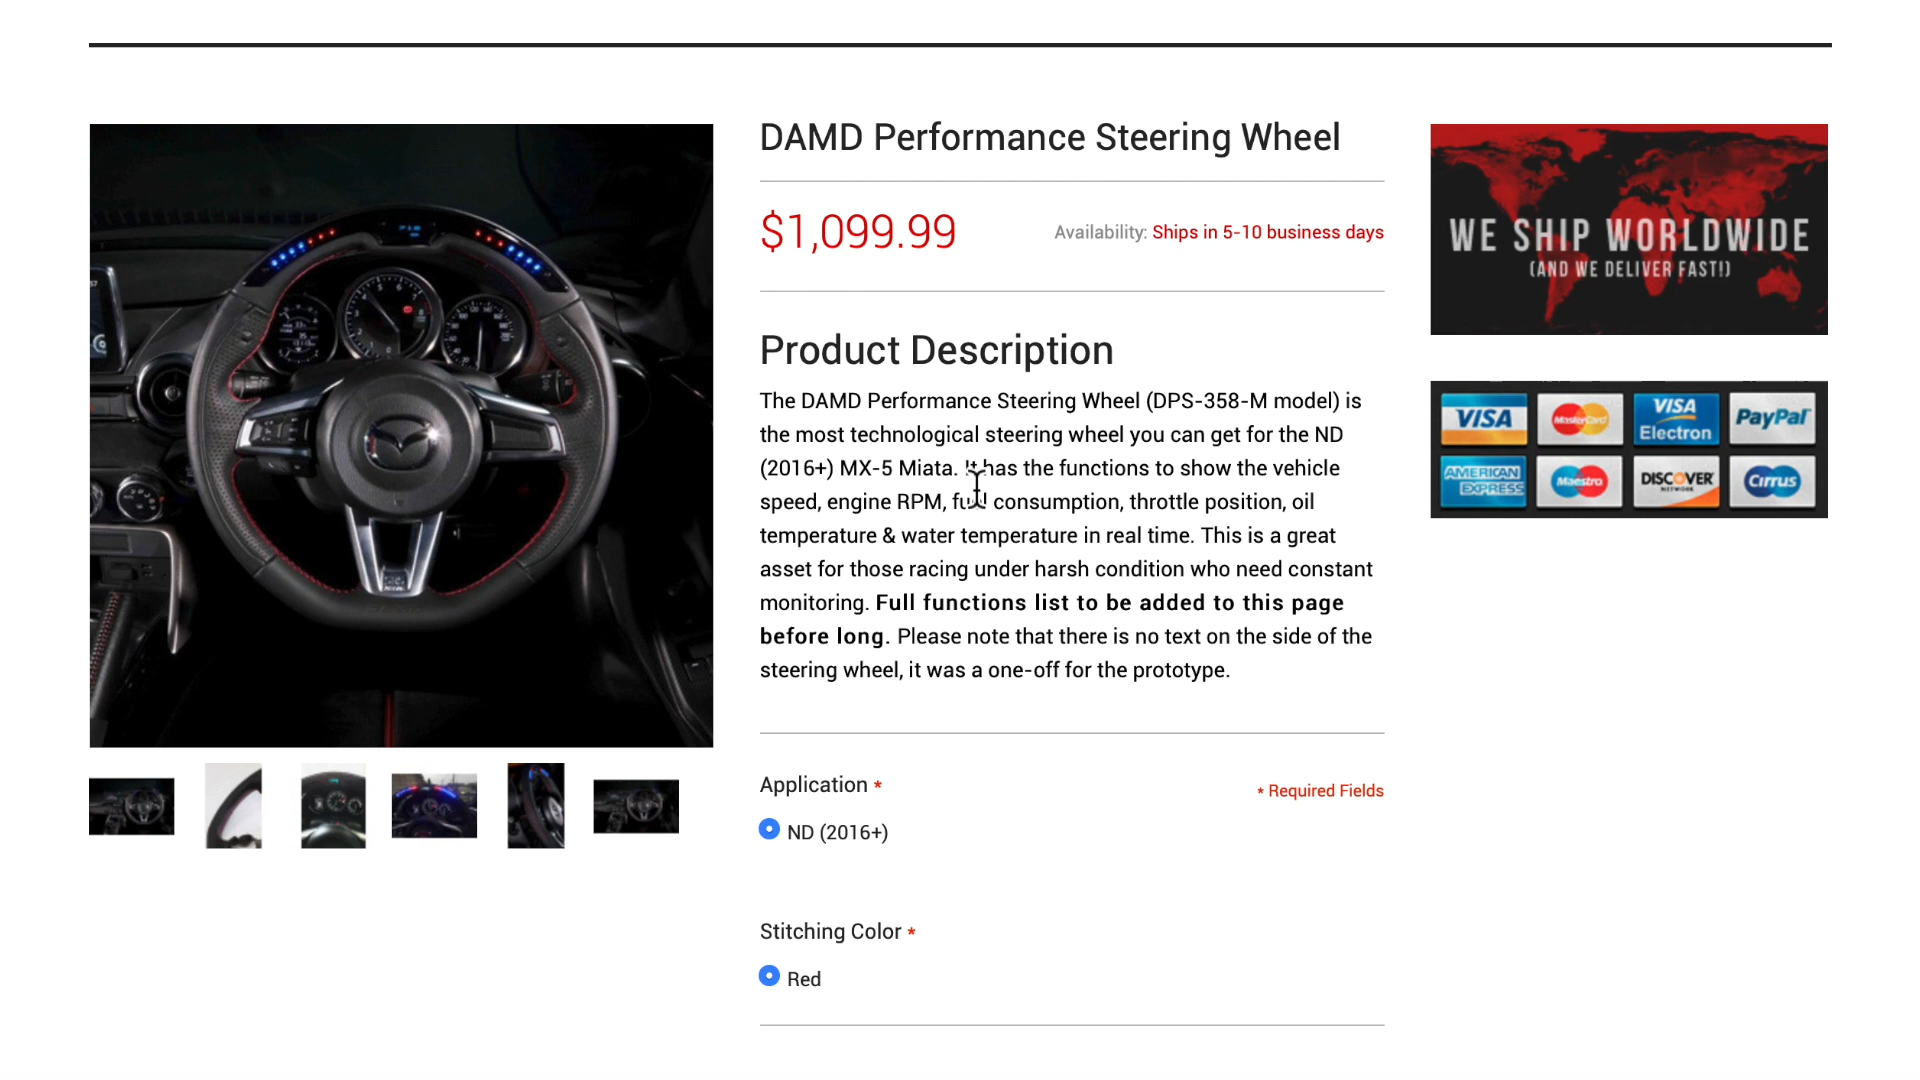 DAMD Performance Steering Wheel
$1,099.99
Availability: Ships in 5-10 business days
Product Description
The DAMD Performance Steering Wheel (DPS-358-M model) is
the most technological steering wheel you can get for the ND
(2016+) MX-5 Miata. It has the functions to show the vehicle
speed, engine RPM, fuel consumption, throttle position, oil
temperature & water temperature in real time. This is a great
asset for those racing under harsh condition who need constant
monitoring. Full functions list to be added to this page
before long. Please note that there is no text on the side of the
steering wheel, it was a one-off for the prototype.
Application *
* Required Fields
ND (2016+)
Stitching Color *
Red
WE SHIP WORLDWIDE
(AND WE DELIVER FAST!)
VISA
MasterCard
VISA
Electron
PayPal
AMERICAN
EXPRESS
Maestro
DISCOVER
NETWORK
Cirrus